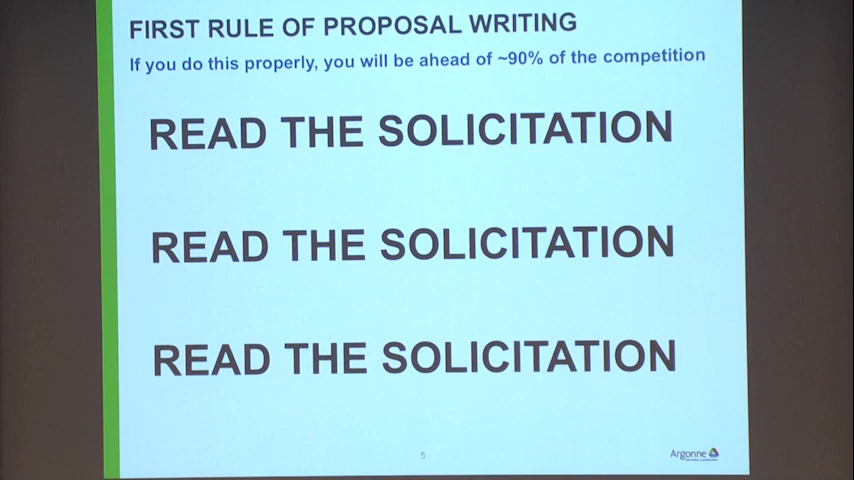 FIRST RULE OF PROPOSAL WRITING
If you do this properly, you will be ahead of ~90% of the competition
READ THE SOLICITATION
READ THE SOLICITATION
READ THE SOLICITATION
5
Argonne